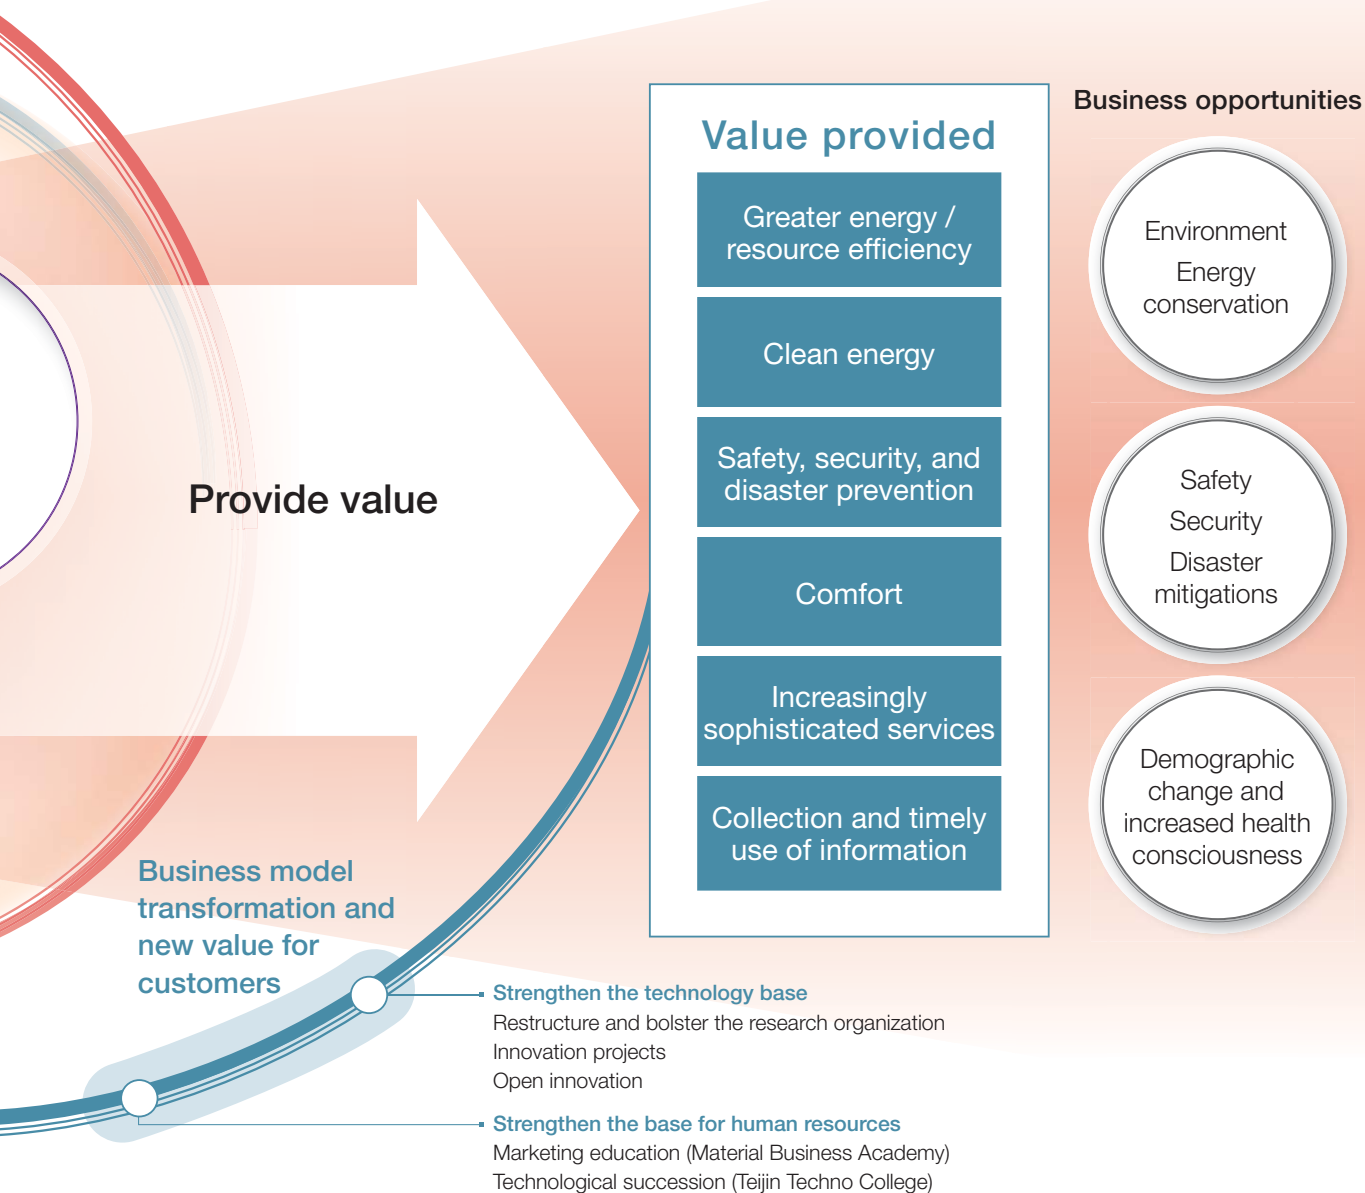 Business opportunities
Value provided
Greater energy /
resource efficiency
Clean energy
Safety, security, and
disaster prevention
Comfort
Increasingly
sophisticated services
Collection and timely
use of information
Environment
Energy
conservation
Safety
Security
Disaster
mitigations
Demographic
change and
increased health
consciousness
Provide value
Business model
transformation and
new value for
customers
Strengthen the technology base
Restructure and bolster the research organization
Innovation projects
Open innovation
Strengthen the base for human resources
Marketing education (Material Business Academy)
Technological succession (Teijin Techno College)